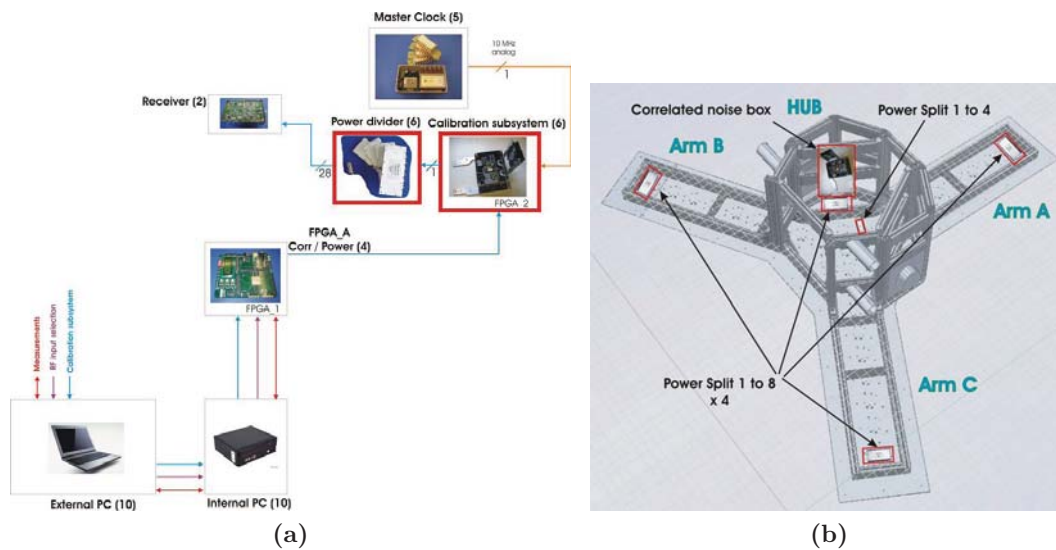 Master Clock (5)
10 MHz
analog
1
Receiver (2)
Power divider (6)
Calibration subsystem (6)
28
1
FPGA_2
FPGA_A
Corr / Power (4)
FPGA_1
Measurements
RF input selection
Calibration subsystem
External PC (10)
Internal PC (10)
(a)
Correlated noise box
HUB
Power Split 1 to 4
Arm B
Arm A
Power Split 1 to 8
x 4
Arm C
(b)